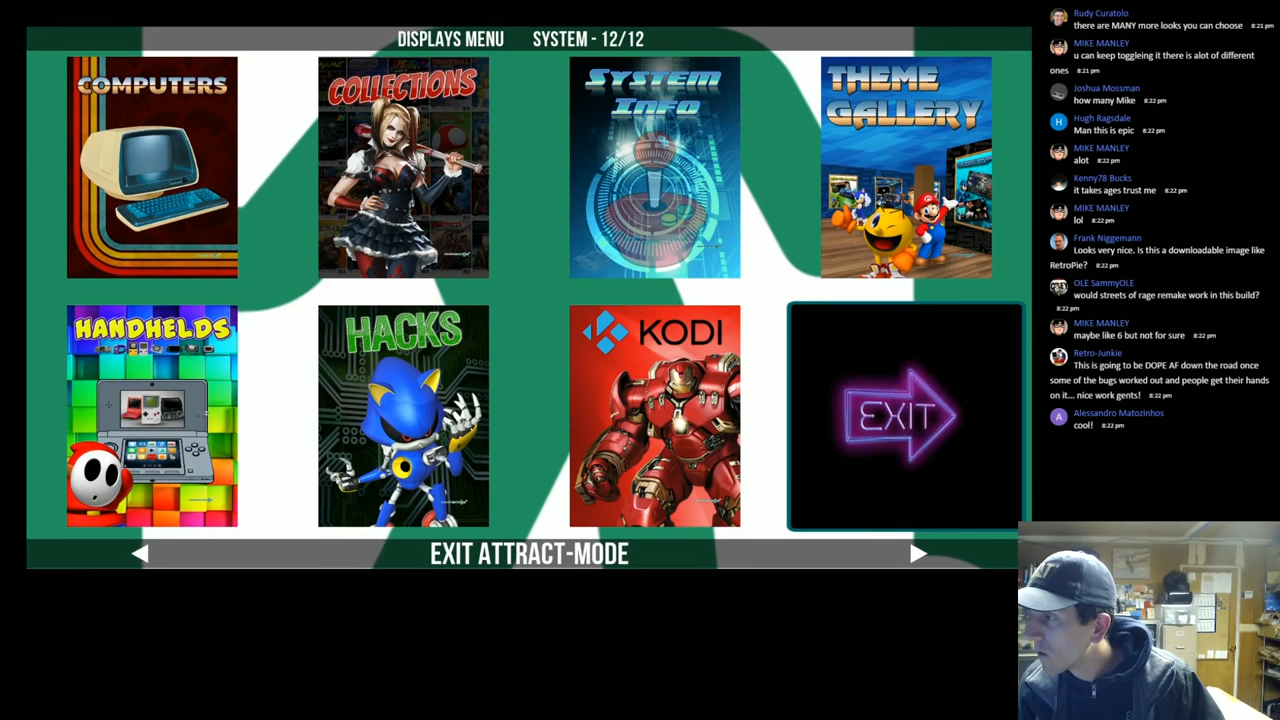 DISPLAYS MENU SYSTEM - 12/12
COMPUTERS
COLLECTIONS
SYSTEM
INFO
THEME
GALLERY
HANDHELDS
HACKS
KODI
EXIT
EXIT ATTRACT-MODE
Rudy Curatolo
there are MANY more looks you can choose 8:21 pm
MIKE MANLEY
u can keep toggleing it there is alot of different
ones 8:21 pm
Joshua Mossman
how many Mike 8:22 pm
H Hugh Ragsdale
Man this is epic 8:22 pm
MIKE MANLEY
alot 8:22 pm
Kenny78 Bucks
it takes ages trust me 8:22 pm
MIKE MANLEY
lol 8:22 pm
Frank Niggemann
Looks very nice. Is this a downloadable image like
RetroPie? 8:22 pm
OLE SammyOLE
would streets of rage remake work in this build?
8:22 pm
MIKE MANLEY
maybe like 6 but not for sure 8:22 pm
Retro-Junkie
This is going to be DOPE AF down the road once
some of the bugs worked out and people get their hands
on it... nice work gents! 8:22 pm
A Alessandro Matozinhos
cool! 8:22 pm